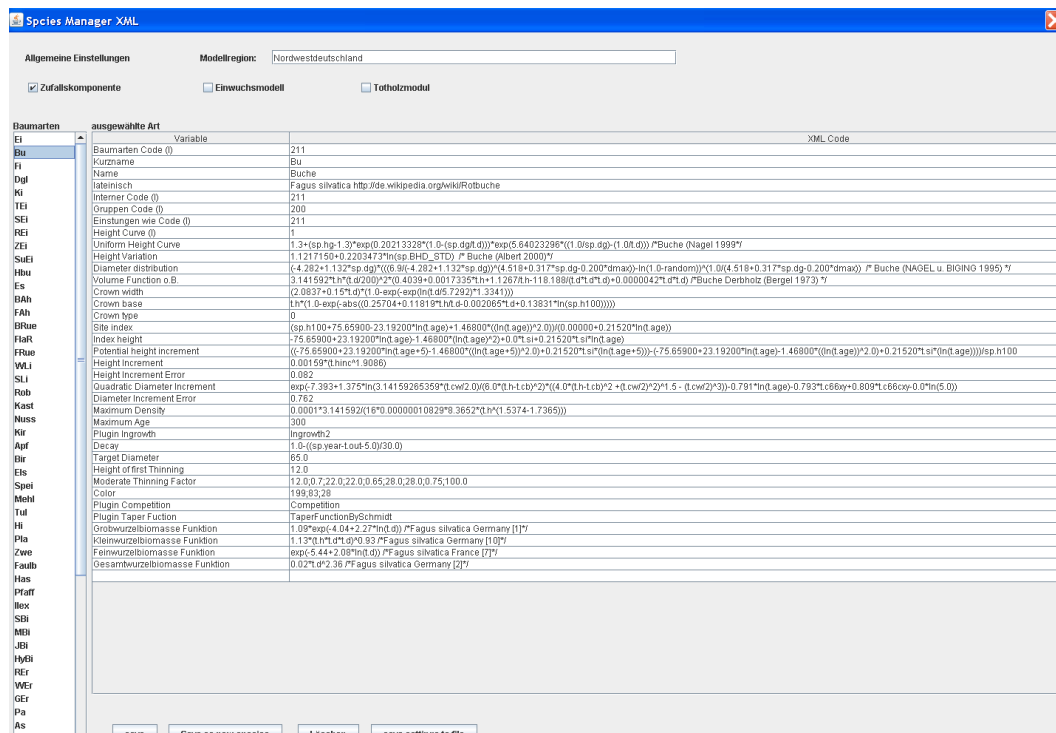 Spcies Manager XML
Allgemeine Einstellungen Modellregion: Nordwestdeutschland
Zufallskomponente Einwuchsmodell Totholzmodul
Baumarten ausgewählte Art
Variable XML Code
Ei
Bu
Fi
Dgl
Ki
TEi
SEi
REi
ZEi
SuEi
Hbu
Es
BAh
FAh
BRue
FlaR
FRue
WLi
SLi
Rob
Kast
Nuss
Kir
Apf
Bir
Els
Spei
Mehl
Tul
Hi
Pla
Zwe
Faulb
Has
Pfaff
Ilex
SBi
MBi
JBi
HyBi
REr
WEr
GEr
Pa
As
Baumarten Code (I) 211
Kurzname Bu
Name Buche
lateinisch Fagus silvatica http://de.wikipedia.org/wiki/Rotbuche
Interner Code (I) 211
Gruppen Code (I) 200
Einstungen wie Code (I) 211
Height Curve (I) 1
Uniform Height Curve 1.3+(sp.hg-1.3)*exp(0.20213328*(1.0-(sp.dg/t.d)))*exp(5.64023296*((1.0/sp.dg)-(1.0/t.d))) /*Buche (Nagel 1999*/
Height Variation 1.1217150+0.2203473*ln(sp.BHD_STD) /* Buche (Albert 2000)*/
Diameter distribution (-4.282+1.132*sp.dg)*(((6.9/(-4.282+1.132*sp.dg))^(4.518+0.317*sp.dg-0.200*dmax))-ln(1.0-random))^(1.0/(4.518+0.317*sp.dg-0.200*dmax)) /* Buche (NAGEL u. BIGING 1995) */
Volume Function o.B. 3.141592*t.h*(t.d/200)^2*(0.4039+0.0017335*t.h+1.1267/t.h-118.188/(t.d*t.d*t.d)+0.0000042*t.d*t.d) /*Buche Derbholz (Bergel 1973) */
Crown width (2.0837+0.15*t.d)*(1.0-exp(-exp(ln(t.d/5.7292)*1.3341)))
Crown base t.h*(1.0-exp(-abs((0.25704+0.11819*t.h/t.d-0.002065*t.d+0.13831*ln(sp.h100)))))
Crown type 0
Site index (sp.h100+75.65900-23.19200*ln(t.age)+1.46800*((ln(t.age))^2.0))/(0.00000+0.21520*ln(t.age))
Index height -75.65900+23.19200*ln(t.age)-1.46800*(ln(t.age)^2)+0.0*t.si+0.21520*t.si*ln(t.age)
Potential height increment ((-75.65900+23.19200*ln(t.age+5)-1.46800*((ln(t.age+5))^2.0)+0.21520*t.si*(ln(t.age+5)))-(-75.65900+23.19200*ln(t.age)-1.46800*((ln(t.age))^2.0)+0.21520*t.si*ln(t.age))))/sp.h100
Height Increment 0.00159*(t.hinc^1.9086)
Height Increment Error 0.082
Quadratic Diameter Increment exp(-7.393+1.375*ln(3.14159265359*(t.cw/2.0)/(6.0*(t.h-t.cb)^2)*((4.0*(t.h-t.cb)^2 +(t.cw/2)^2)^1.5 - (t.cw/2)^3))-0.791*ln(t.age)-0.793*t.c66xy+0.809*t.c66cxy-0.0*ln(5.0))
Diameter Increment Error 0.762
Maximum Density 0.0001*3.141592/(16*0.00000010829*8.3652*(t.h^(1.5374-1.7365)))
Maximum Age 300
Plugin Ingrowth Ingrowth2
Decay 1.0-((sp.year-t.out-5.0)/30.0)
Target Diameter 65.0
Height of first Thinning 12.0
Moderate Thinning Factor 12.0;0.7;22.0;22.0;0.65;28.0;28.0;0.75;100.0
Color 199;83;28
Plugin Competition Competition
Plugin Taper Fuction TaperFunctionBySchmidt
Grobwurzelbiomasse Funktion 1.09*exp(-4.04+2.27*ln(t.d)) /*Fagus silvatica Germany [1]*/
Kleinwurzelbiomasse Funktion 1.13*(t.h*t.d*t.d)^0.93 /*Fagus silvatica Germany [10]*/
Feinwurzelbiomasse Funktion exp(-5.44+2.08*ln(t.d)) /*Fagus silvatica France [7]*/
Gesamtwurzelbiomasse Funktion 0.02*t.d^2.36 /*Fagus silvatica Germany [2]*/